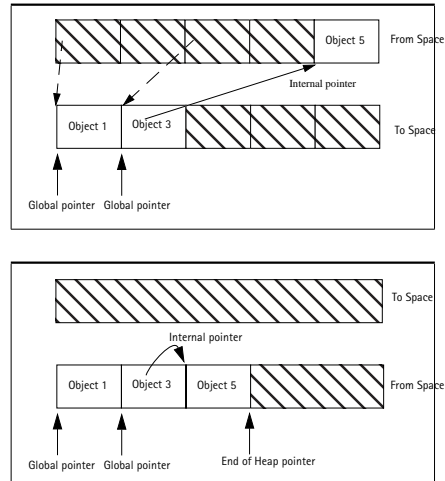 Object 5
From Space
Internal pointer
Object 1
Object 3
To Space
Global pointer
Global pointer
To Space
Internal pointer
Object 1
Object 3
Object 5
From Space
Global pointer
Global pointer
End of Heap pointer